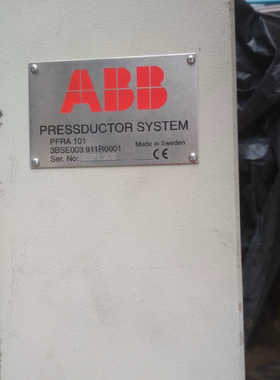 ABB
PRESSDUCTOR SYSTEM
PFRA 101
3BSE003 911R0001 Made in Sweden
Ser. No: CE